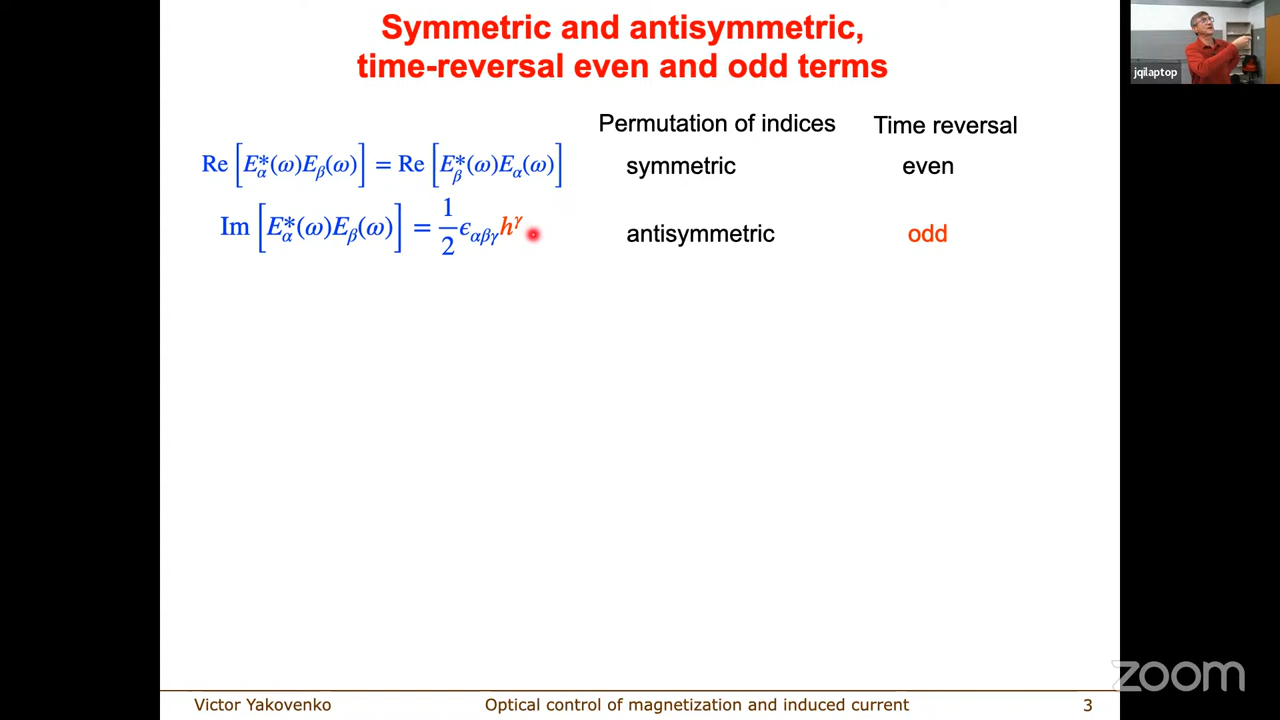 Symmetric and antisymmetric,
time-reversal even and odd terms
jqilaptop
Permutation of indices Time reversal
Re [E*α(ω)Eβ(ω)] = Re [E*β(ω)Eα(ω)] symmetric even
Im [E*α(ω)Eβ(ω)] = 1/2 ϵαβγ hγ antisymmetric odd
zoom
Victor Yakovenko Optical control of magnetization and induced current 3